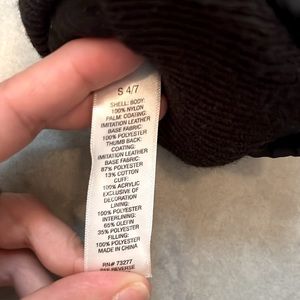 S 4/7
SHELL: BODY:
100% NYLON
PALM: COATING:
IMITATION LEATHER
BASE FABRIC:
100% POLYESTER
THUMB BACK:
COATING:
IMITATION LEATHER
BASE FABRIC:
87% POLYESTER
13% COTTON
CUFF:
100% ACRYLIC
EXCLUSIVE OF
DECORATION
LINING:
100% POLYESTER
INTERLINING:
65% OLEFIN
35% POLYESTER
FILLING:
100% POLYESTER
MADE IN CHINA
RN# 73277
REVERSE